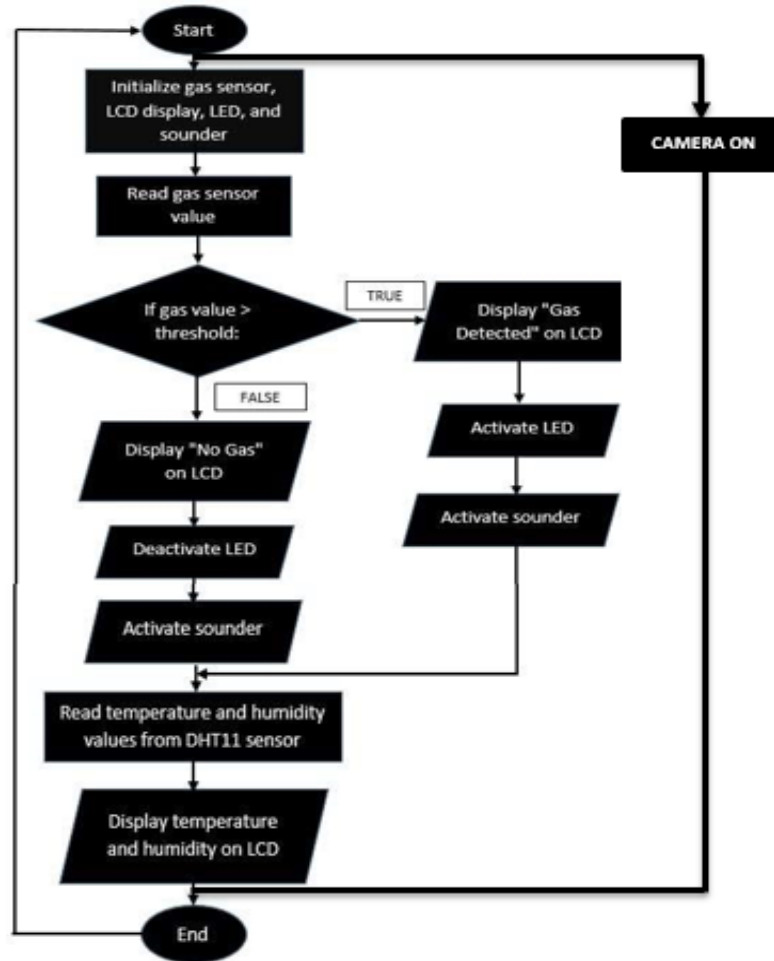 Start
Initialize gas sensor,
LCD display, LED, and
sounder
CAMERA ON
Read gas sensor
value
If gas value >
threshold:
TRUE
Display "Gas
Detected" on LCD
FALSE
Activate LED
Display "No Gas"
on LCD
Activate sounder
Deactivate LED
Activate sounder
Read temperature and humidity
values from DHT11 sensor
Display temperature
and humidity on LCD
End